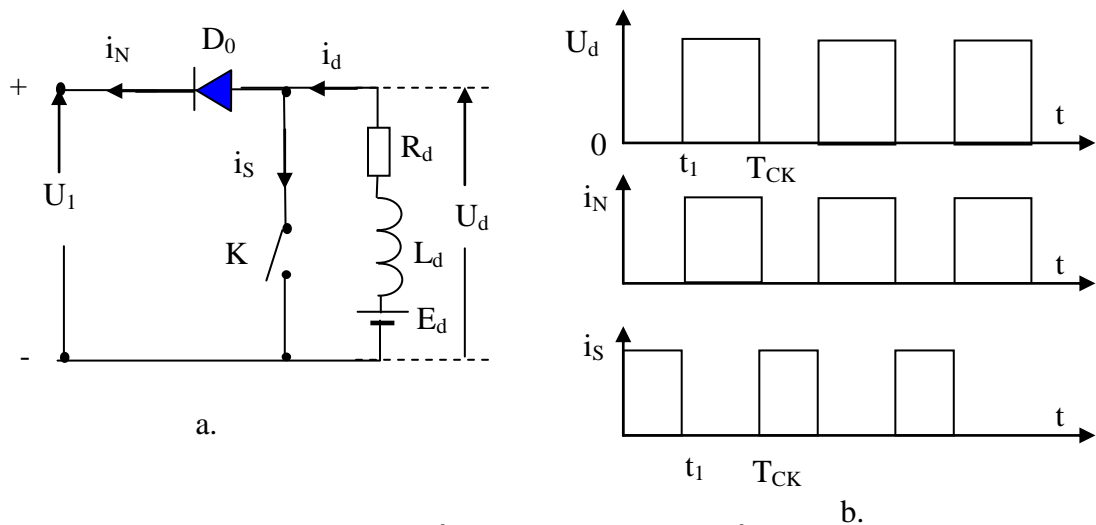 i_N
D_0
i_d
+
R_d
i_S
U_1
U_d
K
L_d
E_d
-
a.
U_d
t
0
t_1
T_CK
i_N
t
i_S
t
t_1
T_CK
b.